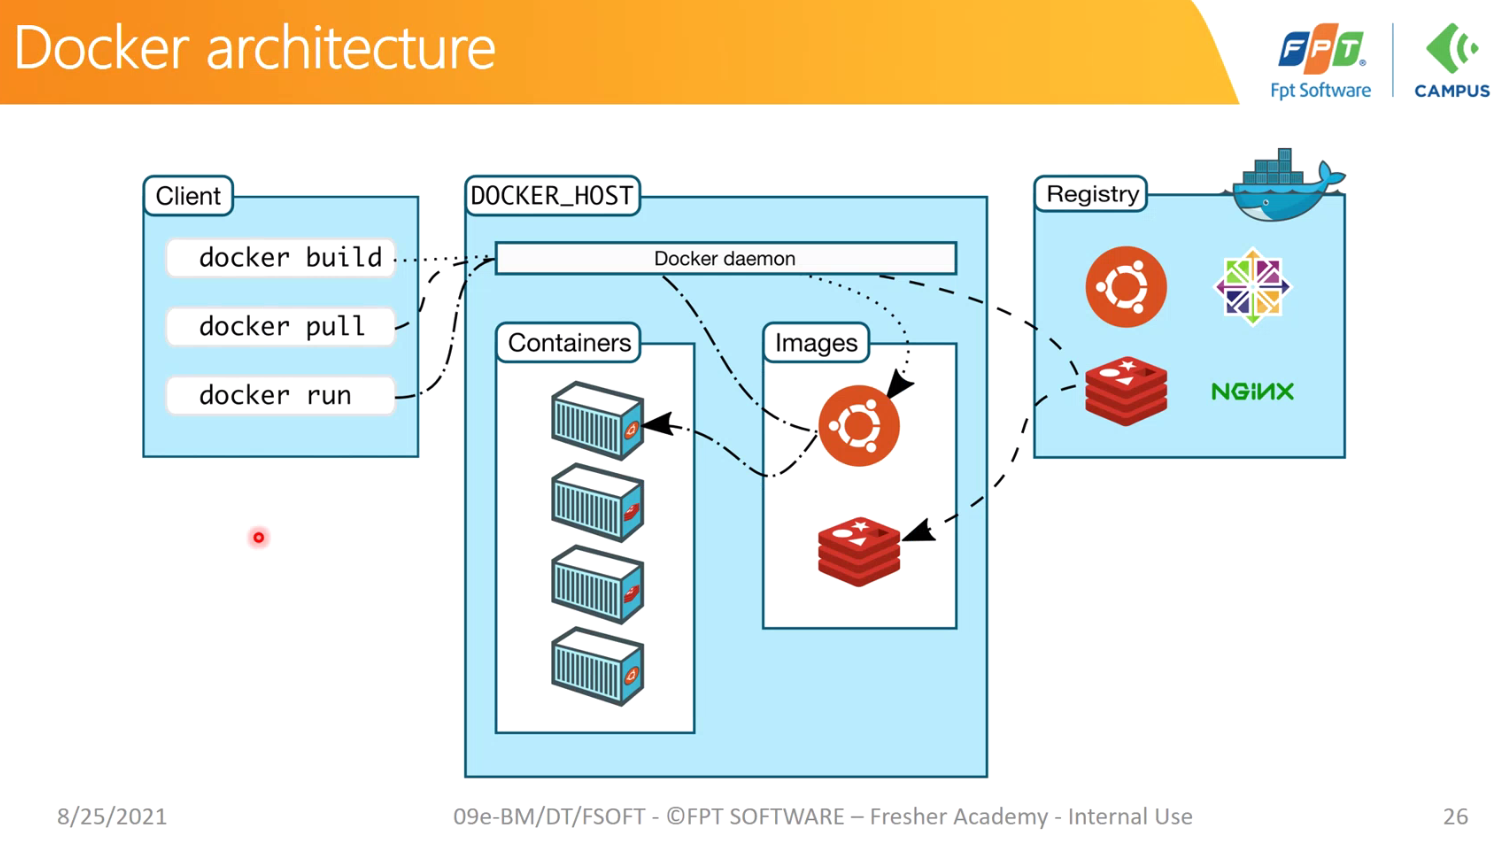 Docker architecture
FPT
Fpt Software
CAMPUS
Client
docker build
docker pull
docker run
DOCKER_HOST
Docker daemon
Containers
Images
Registry
NGiNX
8/25/2021
09e-BM/DT/FSOFT - ©FPT SOFTWARE – Fresher Academy - Internal Use
26